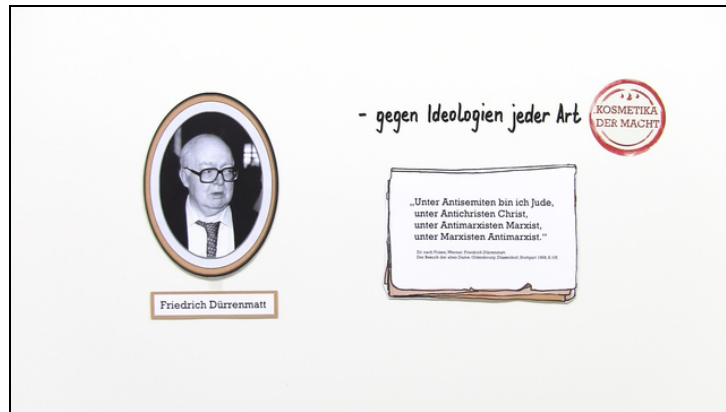 - gegen Ideologien jeder Art
KOSMETIKA
DER MACHT
„Unter Antisemiten bin ich Jude,
unter Antichristen Christ,
unter Antimarxisten Marxist,
unter Marxisten Antimarxist.“
Friedrich Dürrenmatt